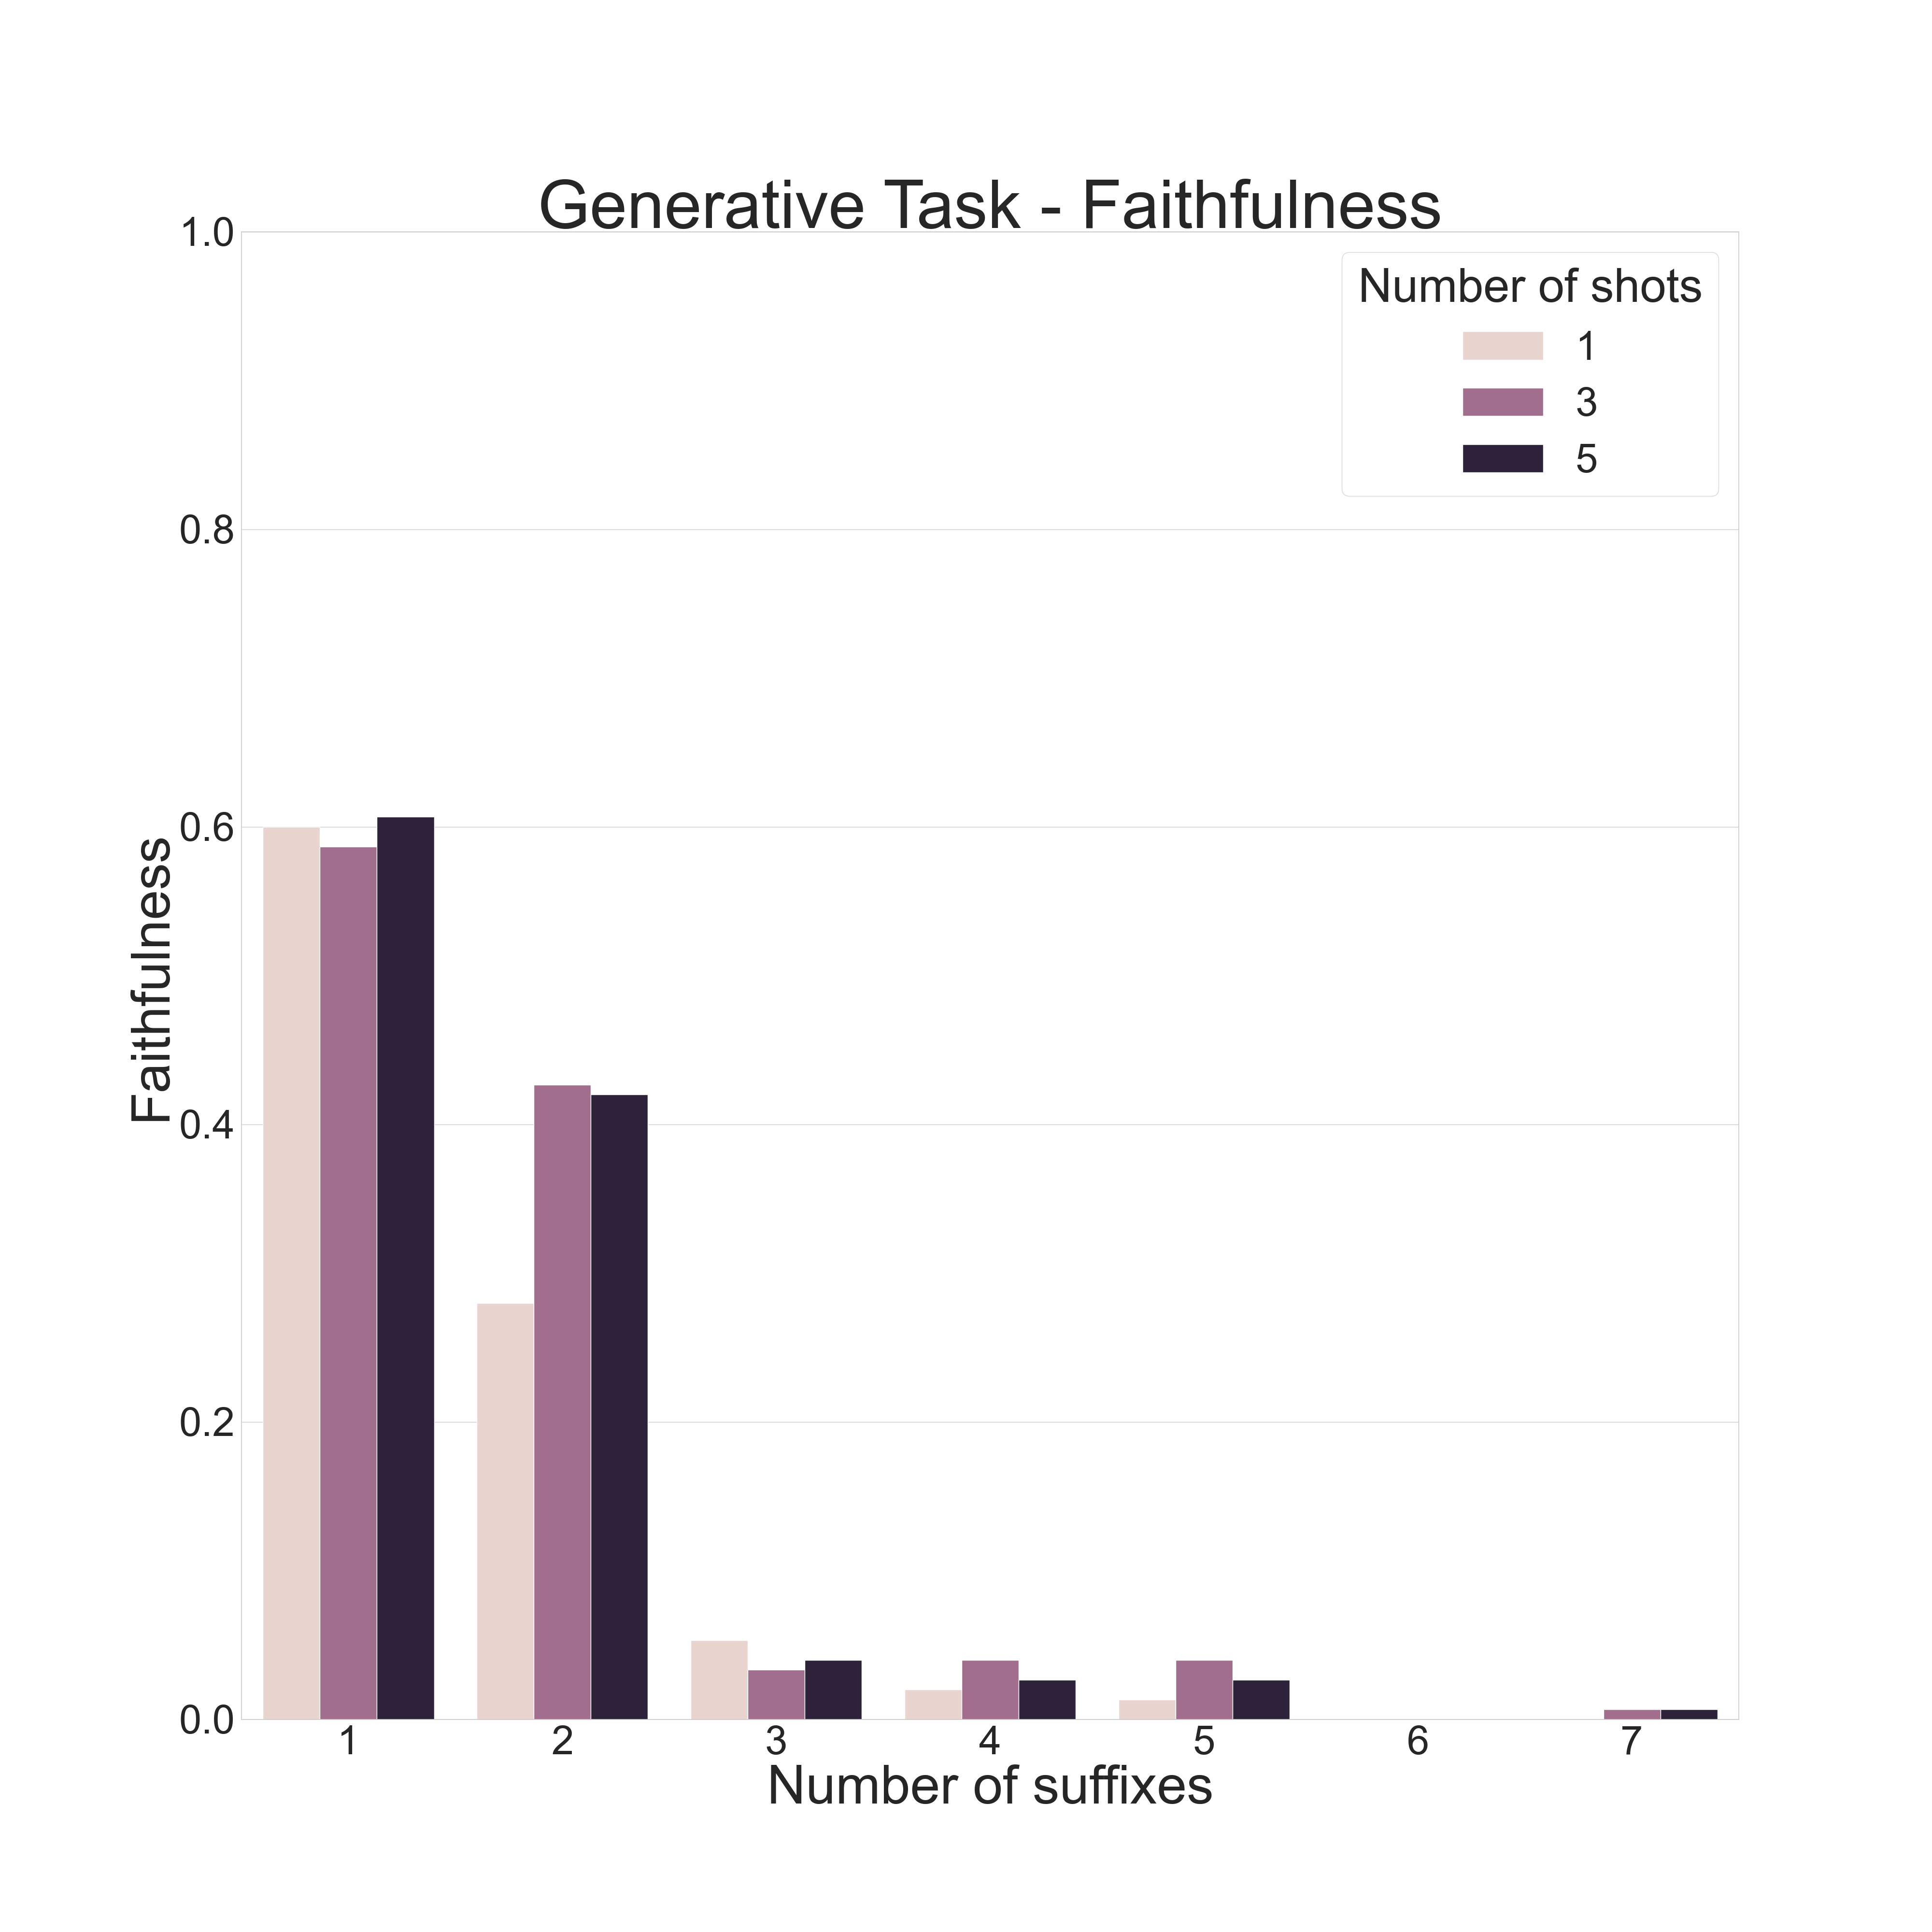 Generative Task - Faithfulness
Number of shots
1
3
5
1.0
0.8
0.6
0.4
0.2
0.0
Faithfulness
1 2 3 4 5 6 7
Number of suffixes